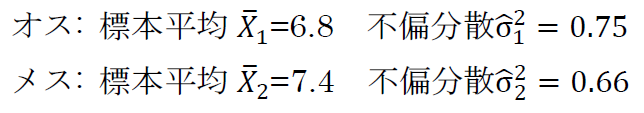 オス: 標本平均 X̄₁=6.8 不偏分散σ̂₁² = 0.75
メス: 標本平均 X̄₂=7.4 不偏分散σ̂₂² = 0.66